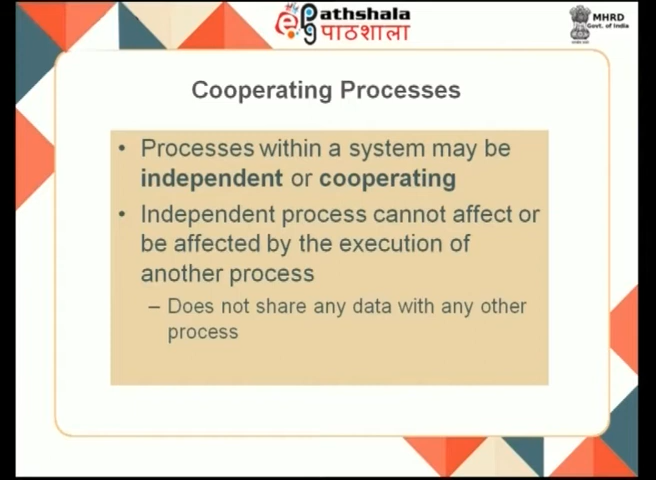 ePathshala
पाठशाला
MHRD
Govt. of India
Cooperating Processes
• Processes within a system may be
independent or cooperating
• Independent process cannot affect or
be affected by the execution of
another process
– Does not share any data with any other
process